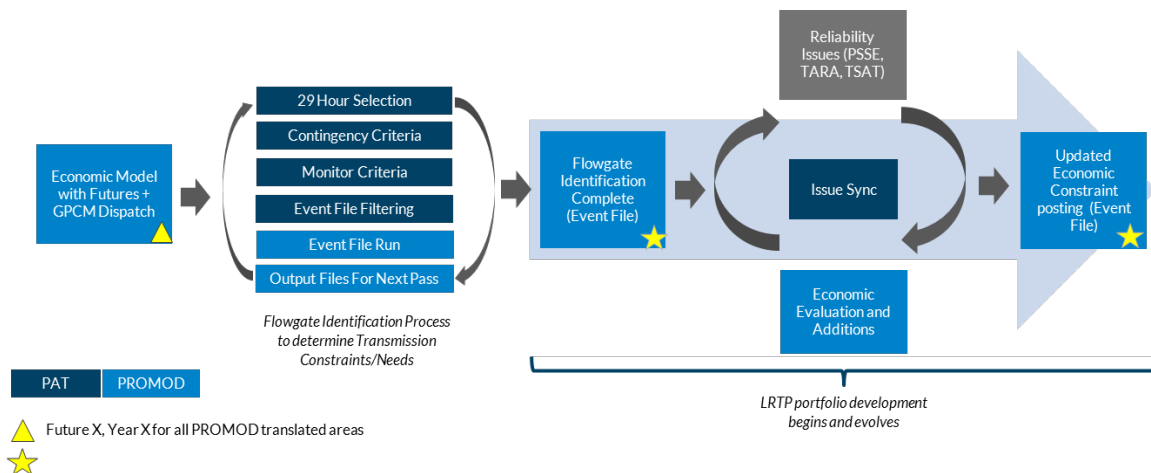 Economic Model
with Futures +
GPCM Dispatch
29 Hour Selection
Contingency Criteria
Monitor Criteria
Event File Filtering
Event File Run
Output Files For Next Pass
Flowgate Identification Process
to determine Transmission
Constraints/Needs
Flowgate
Identification
Complete
(Event File)
Reliability
Issues (PSSE,
TARA, TSAT)
Issue Sync
Economic
Evaluation and
Additions
Updated
Economic
Constraint
posting (Event
File)
LRTP portfolio development
begins and evolves
PAT
PROMOD
Future X, Year X for all PROMOD translated areas